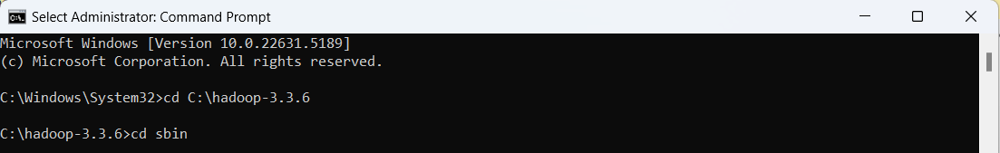 Select Administrator: Command Prompt
Microsoft Windows [Version 10.0.22631.5189]
(c) Microsoft Corporation. All rights reserved.
C:\Windows\System32>cd C:\hadoop-3.3.6
C:\hadoop-3.3.6>cd sbin